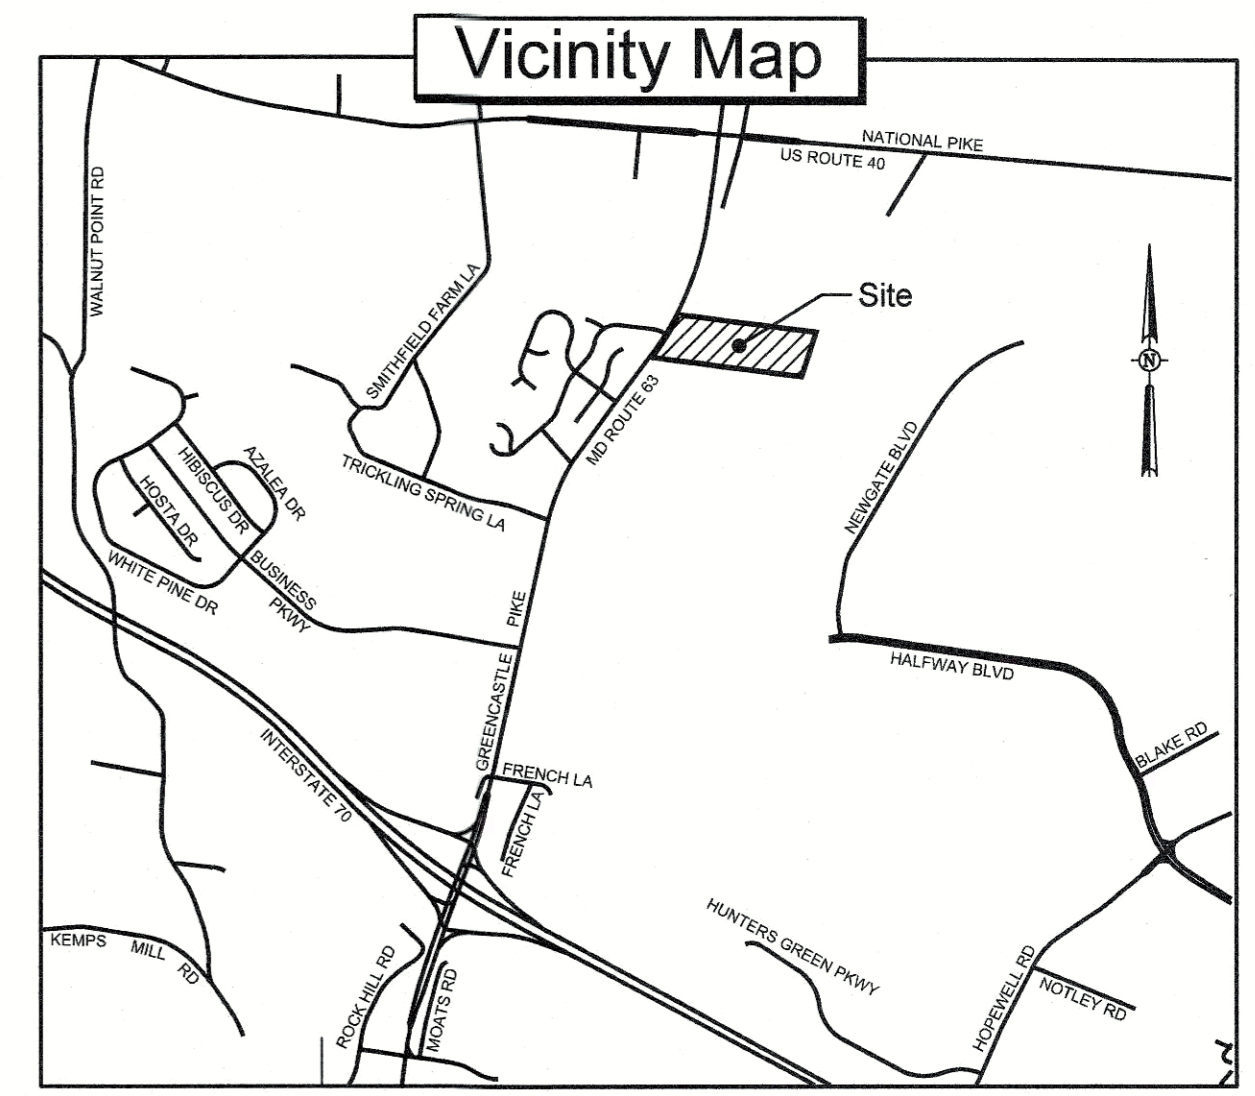 Vicinity Map
NATIONAL PIKE
US ROUTE 40
WALNUT POINT RD
SMITHFIELD FARM LA
Site
N
MD ROUTE 63
NEWGATE BLVD
AZALEA DR
HIBISCUS DR
HOSTA DR
TRICKLING SPRING LA
WHITE PINE DR
BUSINESS
PKWY
GREENCASTLE PIKE
HALFWAY BLVD
BLAKE RD
INTERSTATE 70
FRENCH LA
FRENCH LA
HUNTERS GREEN PKWY
KEMPS MILL RD
ROCK HILL RD
MOATS RD
HOPEWELL RD
NOTLEY RD